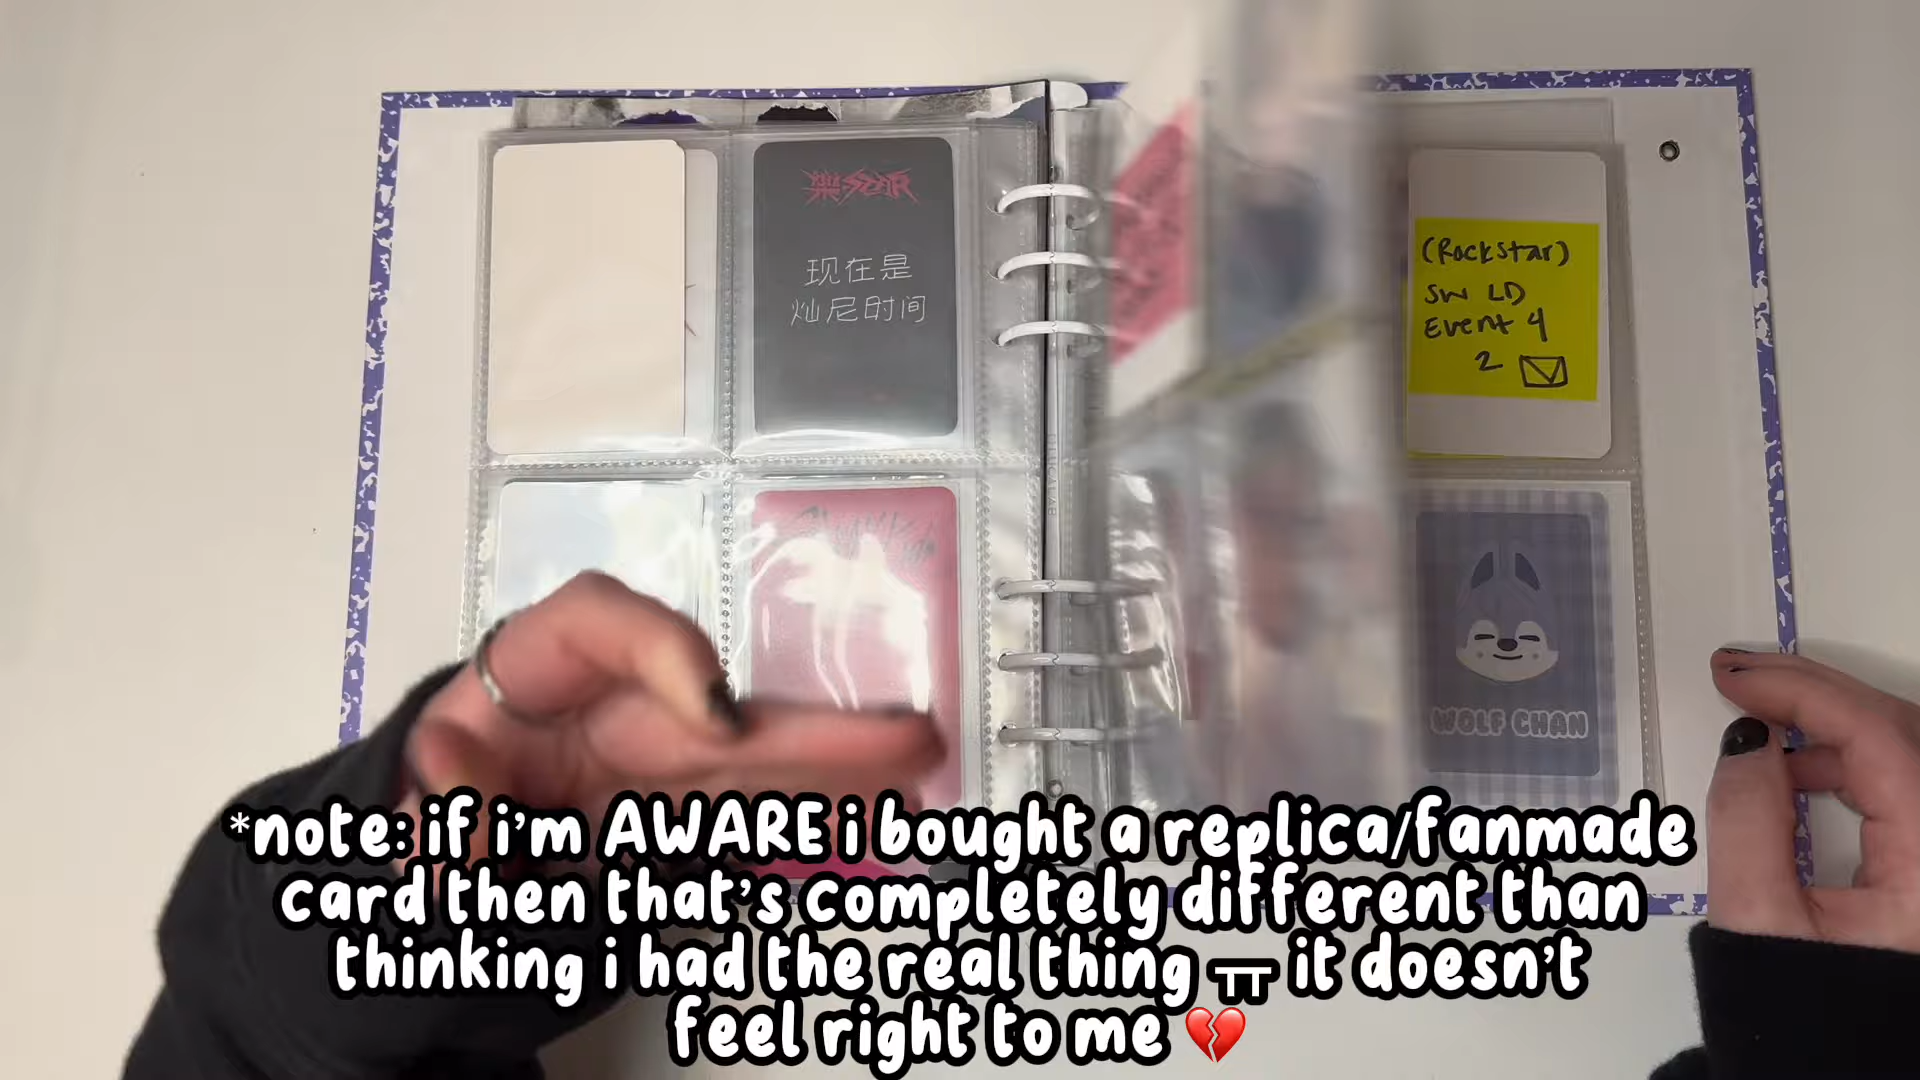 现在是
灿尼时间
(Rockstar)
SW LD
Event 4
2
WOLF CHAN
*note: if i'm AWARE i bought a replica/fanmade
card then that's completely different than
thinking i had the real thing ㅠ it doesn't
feel right to me 💔